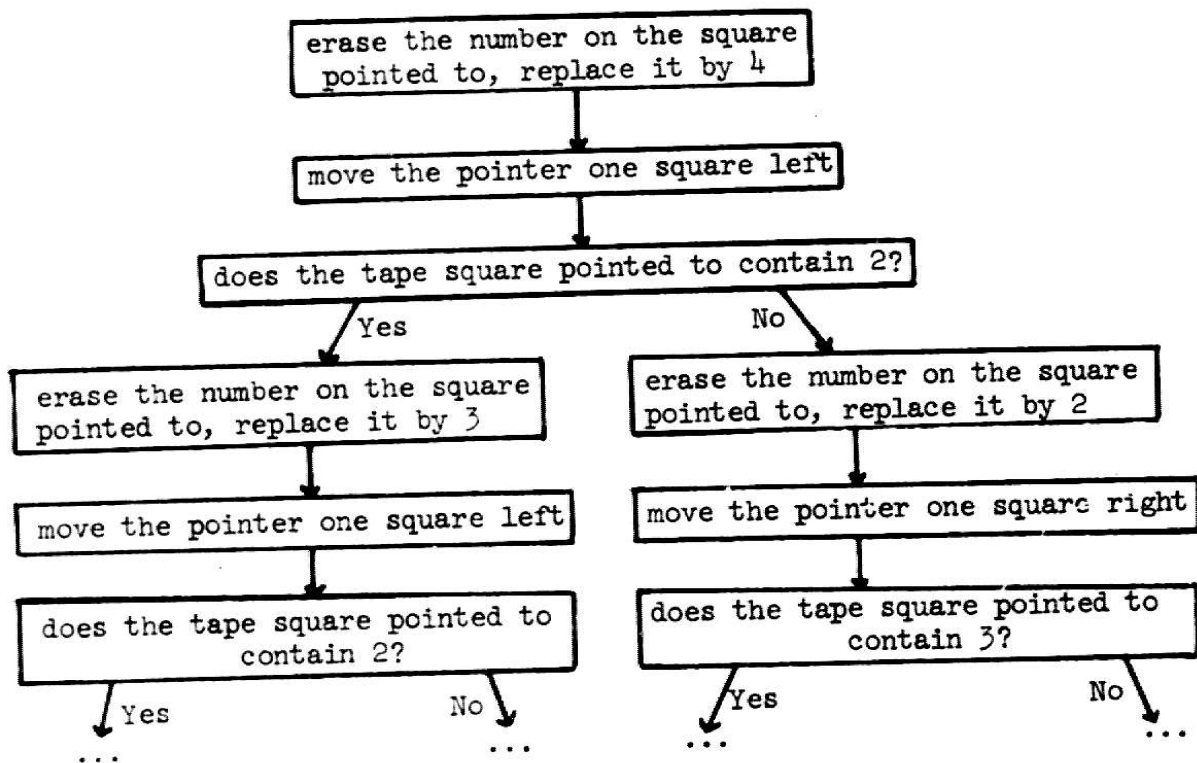 erase the number on the square
pointed to, replace it by 4
move the pointer one square left
does the tape square pointed to contain 2?
Yes
No
erase the number on the square
pointed to, replace it by 3
move the pointer one square left
does the tape square pointed to
contain 2?
Yes
...
No
...
erase the number on the square
pointed to, replace it by 2
move the pointer one square right
does the tape square pointed to
contain 3?
Yes
...
No
...